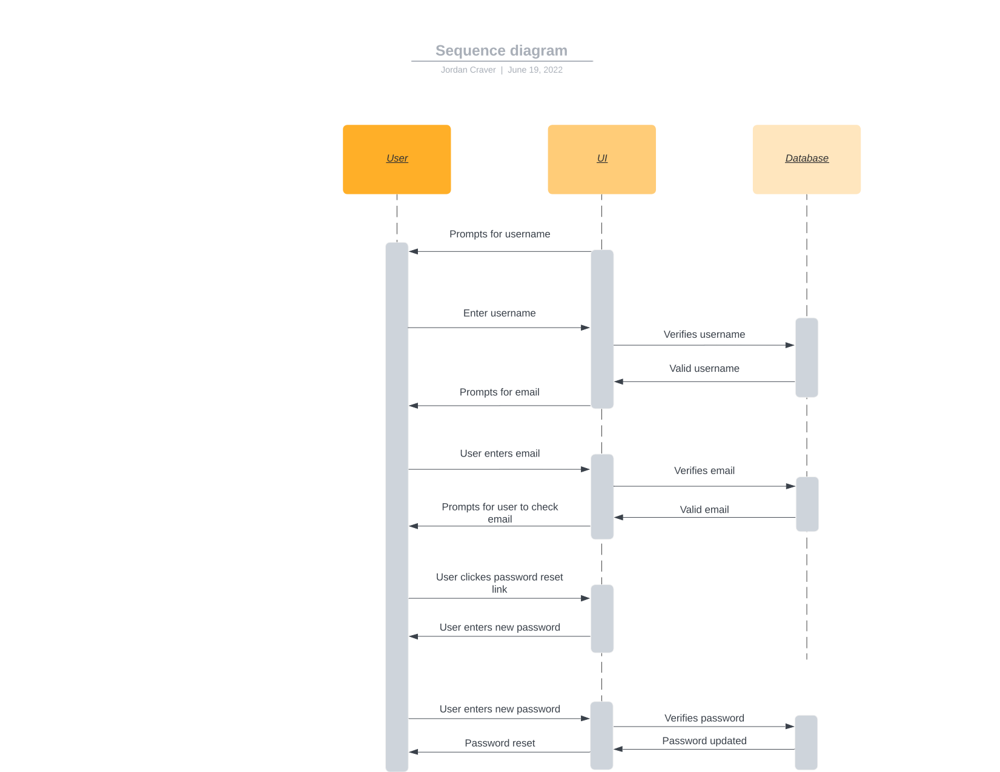 Sequence diagram
Jordan Craver | June 19, 2022
User
UI
Database
Prompts for username
Enter username
Verifies username
Valid username
Prompts for email
User enters email
Verifies email
Prompts for user to check
email
Valid email
User clickes password reset
link
User enters new password
User enters new password
Verifies password
Password updated
Password reset